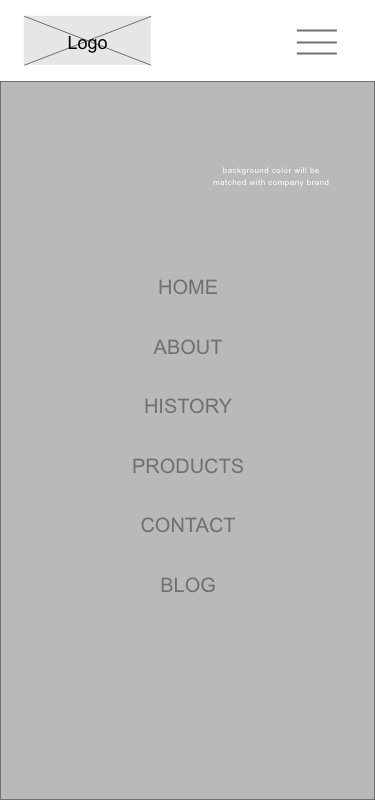 Logo
background color will be
matched with company brand
HOME
ABOUT
HISTORY
PRODUCTS
CONTACT
BLOG